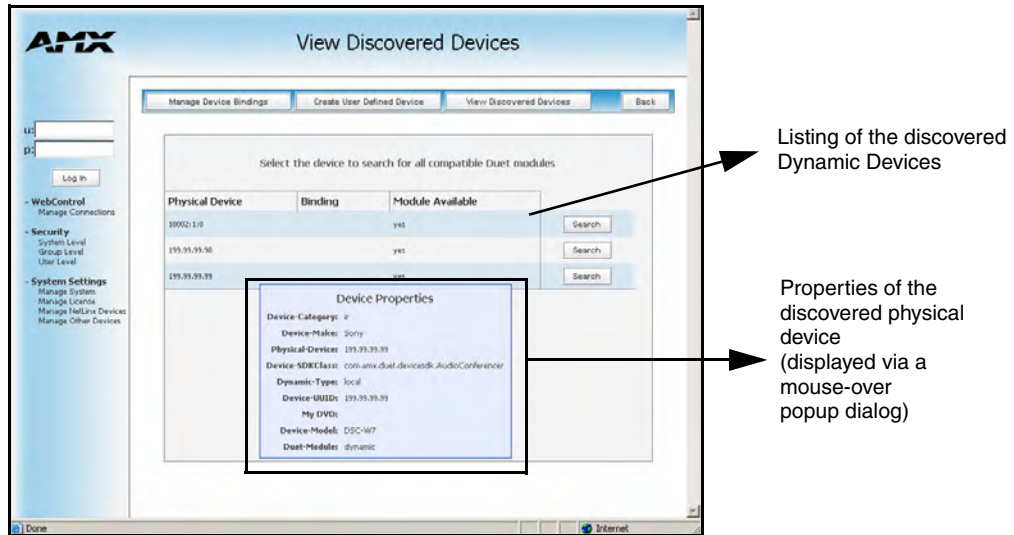 AMX
View Discovered Devices
Manage Device Bindings
Create User Defined Device
View Discovered Devices
Back
u:
p:
Log In
- WebControl
Manage Connections
- Security
System Level
Group Level
User Level
- System Settings
Manage System
Manage License
Manage NetLinx Devices
Manage Other Devices
Select the device to search for all compatible Duet modules
Physical Device Binding Module Available
10002:1:0 yes Search
199.99.99.98 yes Search
199.99.99.99 yes Search
Device Properties
Device-Category: ir
Device-Make: Sony
Physical-Device: 199.99.99.99
Device-SDKClass: com.amx.duet.devicesdk.AudioConferencer
Dynamic-Type: local
Device-UUID: 199.99.99.99
My DVD:
Device-Model: DSC-W7
Duet-Module: dynamic
Done
Internet
Listing of the discovered
Dynamic Devices
Properties of the
discovered physical
device
(displayed via a
mouse-over
popup dialog)